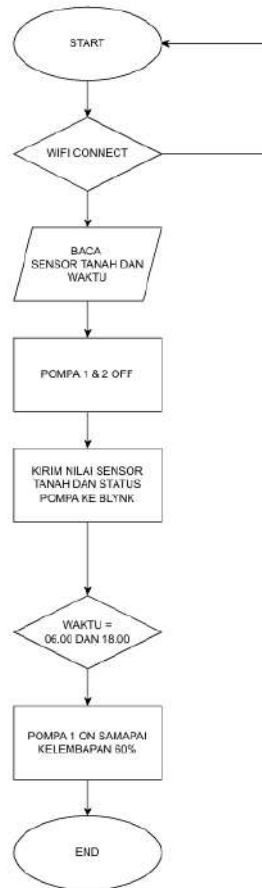 START
WIFI CONNECT
BACA
SENSOR TANAH DAN
WAKTU
POMPA 1 & 2 OFF
KIRIM NILAI SENSOR
TANAH DAN STATUS
POMPA KE BLYNK
WAKTU =
06.00 DAN 18.00
POMPA 1 ON SAMAPAI
KELEMBAPAN 60%
END